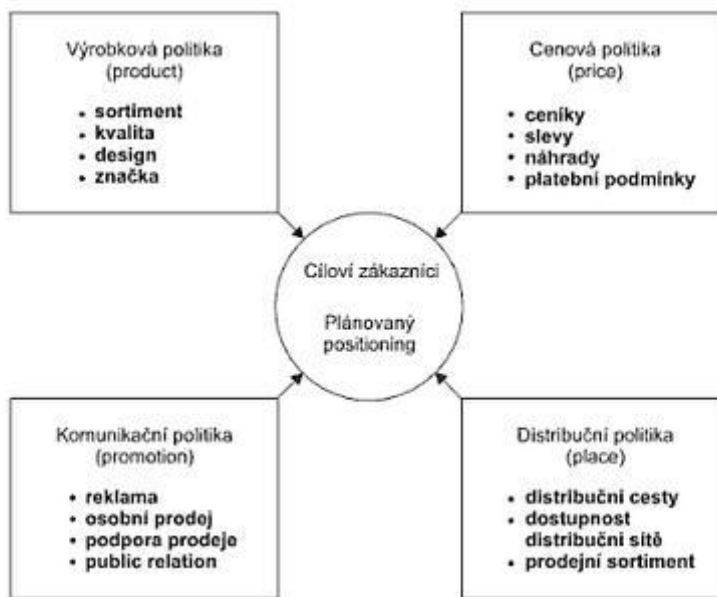 Výrobková politika
(product)
• sortiment
• kvalita
• design
• značka
Cenová politika
(price)
• ceníky
• slevy
• náhrady
• platební podmínky
Cíloví zákazníci
Plánovaný
positioning
Komunikační politika
(promotion)
• reklama
• osobní prodej
• podpora prodeje
• public relation
Distribuční politika
(place)
• distribuční cesty
• dostupnost
distribuční sítě
• prodejní sortiment